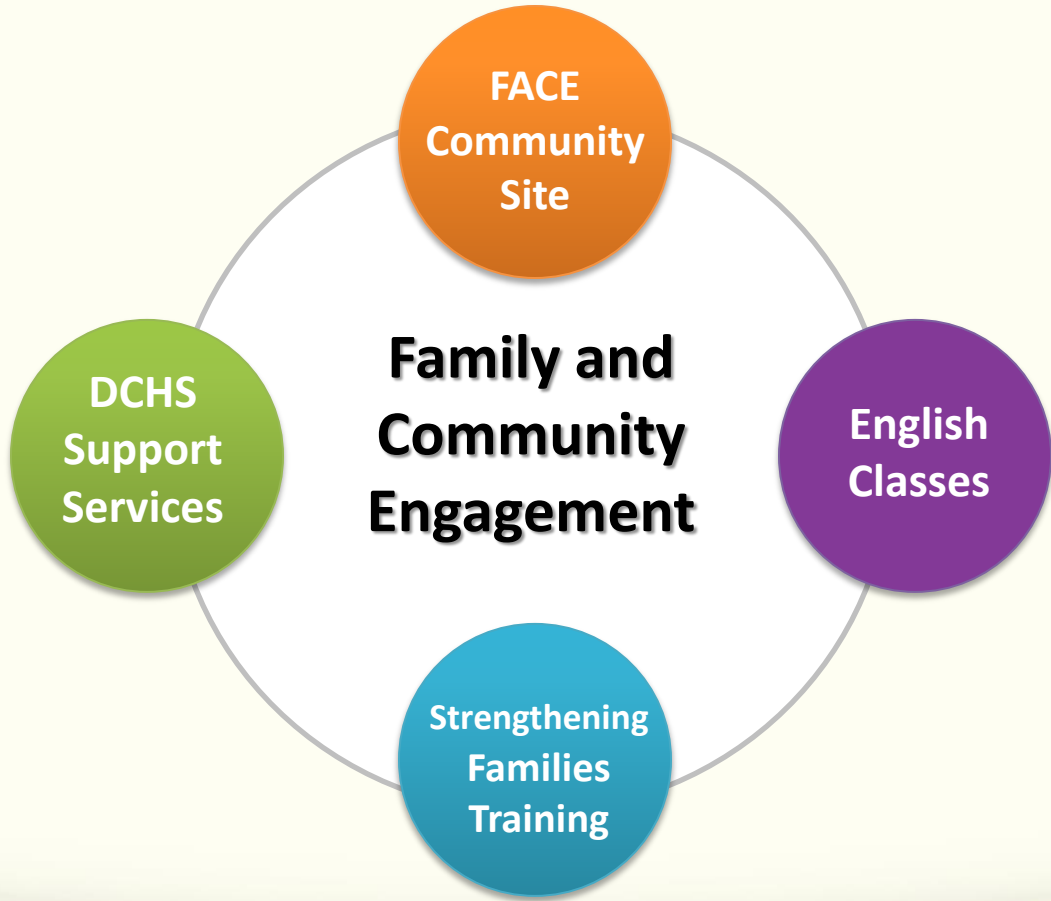 FACE
Community
Site
Family and
Community
Engagement
DCHS
Support
Services
English
Classes
Strengthening
Families
Training